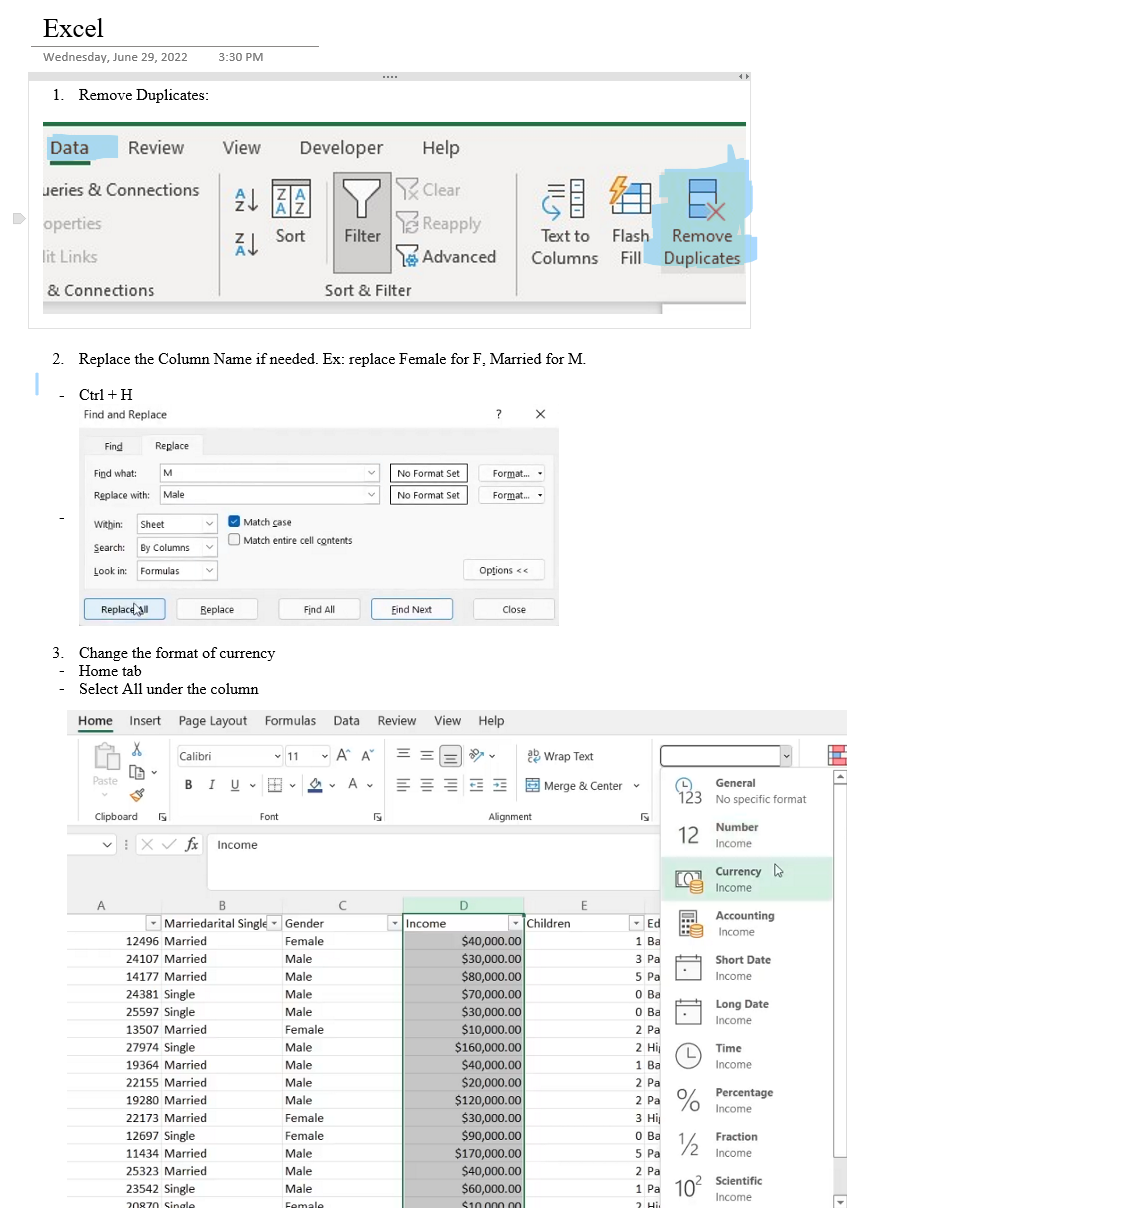 Excel
Wednesday, June 29, 2022 3:30 PM
1. Remove Duplicates:
Data Review View Developer Help
ueries & Connections
Clear
operties
Reapply
Sort
Filter
Text to Columns
Flash Fill
Remove Duplicates
lit Links
Advanced
& Connections
Sort & Filter
2. Replace the Column Name if needed. Ex: replace Female for F, Married for M.
- Ctrl + H
Find and Replace ? ×
Find Replace
Find what: M No Format Set Format...
Replace with: Male No Format Set Format...
-
Within: Sheet Match case
Match entire cell contents
Search: By Columns
Look in: Formulas Options <<
Replace All Replace Find All Find Next Close
3. Change the format of currency
- Home tab
- Select All under the column
Home Insert Page Layout Formulas Data Review View Help
Paste
Calibri 11 A^ A˅ ab Wrap Text
B I U A Merge & Center
Clipboard Font Alignment
fx Income
General
123 No specific format
12 Number
Income
Currency
Income
Accounting
Income
Short Date
Income
Long Date
Income
Time
Income
% Percentage
Income
1/2 Fraction
Income
10² Scientific
Income
A B C D E
Marriedarital Single Gender Income Children Ed
12496 Married Female $40,000.00 1 Ba
24107 Married Male $30,000.00 3 Pa
14177 Married Male $80,000.00 5 Pa
24381 Single Male $70,000.00 0 Ba
25597 Single Male $30,000.00 0 Ba
13507 Married Female $10,000.00 2 Pa
27974 Single Male $160,000.00 2 Hi
19364 Married Male $40,000.00 1 Ba
22155 Married Male $20,000.00 2 Pa
19280 Married Male $120,000.00 2 Pa
22173 Married Female $30,000.00 3 Hi
12697 Single Female $90,000.00 0 Ba
11434 Married Male $170,000.00 5 Pa
25323 Married Male $40,000.00 2 Pa
23542 Single Male $60,000.00 1 Pa
20870 Single Female $10,000.00 2 Hi